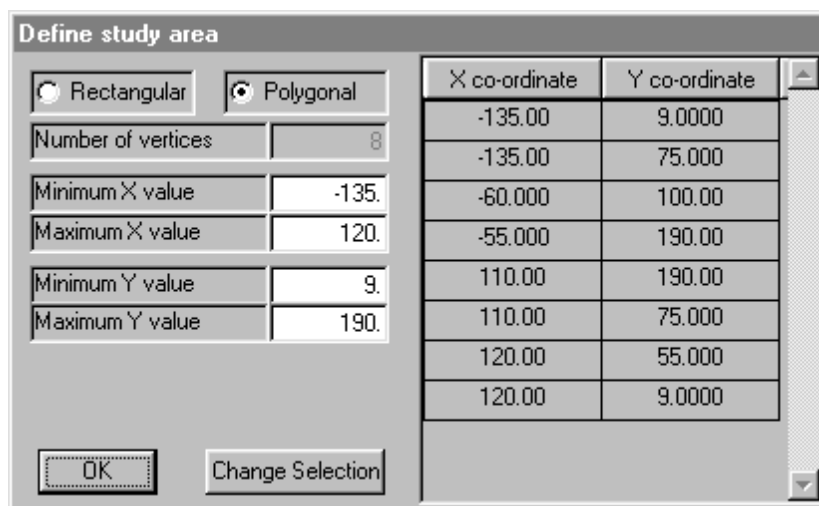 Define study area
Rectangular Polygonal
Number of vertices 8
Minimum X value -135.
Maximum X value 120.
Minimum Y value 9.
Maximum Y value 190.
OK Change Selection
X co-ordinate Y co-ordinate
-135.00 9.0000
-135.00 75.000
-60.000 100.00
-55.000 190.00
110.00 190.00
110.00 75.000
120.00 55.000
120.00 9.0000